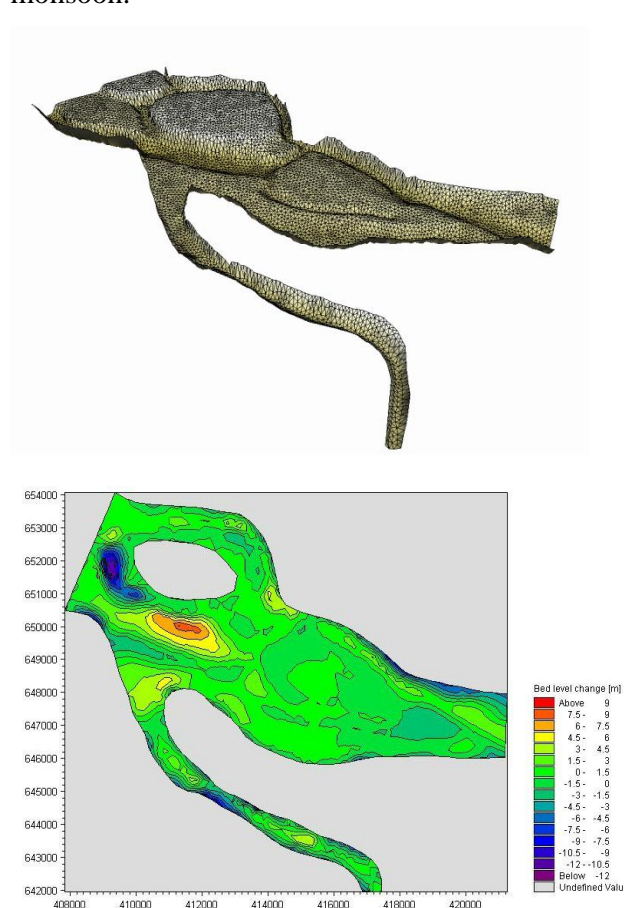 monsoon.
654000
653000
652000
651000
650000
649000
648000
647000
646000
645000
644000
643000
642000
408000 410000 412000 414000 416000 418000 420000
Bed level change [m]
Above 9
7.5 - 9
6 - 7.5
4.5 - 6
3 - 4.5
1.5 - 3
0 - 1.5
-1.5 - 0
-3 - -1.5
-4.5 - -3
-6 - -4.5
-7.5 - -6
-9 - -7.5
-10.5 - -9
-12 - -10.5
Below -12
Undefined Valu